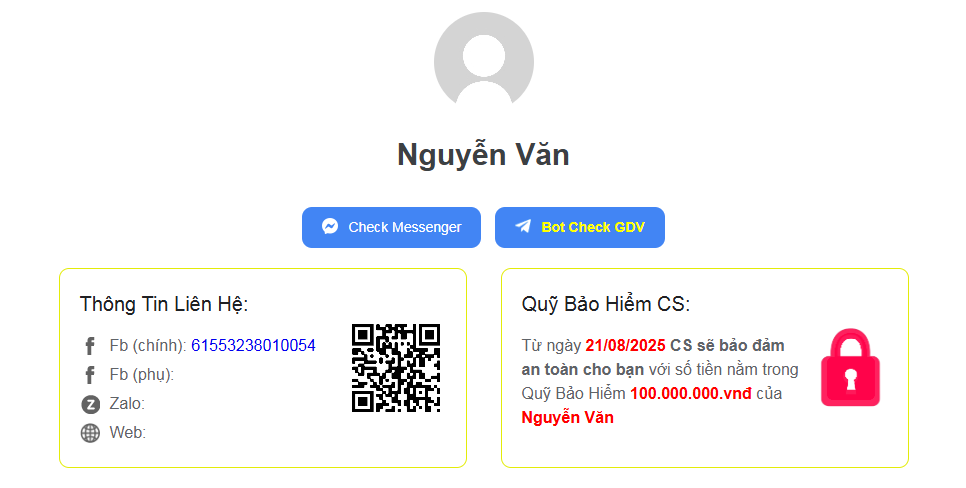 Nguyễn Văn
Check Messenger
Bot Check GDV
Thông Tin Liên Hệ:
Fb (chính): 61553238010054
Fb (phụ):
Zalo:
Web:
Quỹ Bảo Hiểm CS:
Từ ngày 21/08/2025 CS sẽ bảo đảm
an toàn cho bạn với số tiền nằm trong
Quỹ Bảo Hiểm 100.000.000.vnđ của
Nguyễn Văn